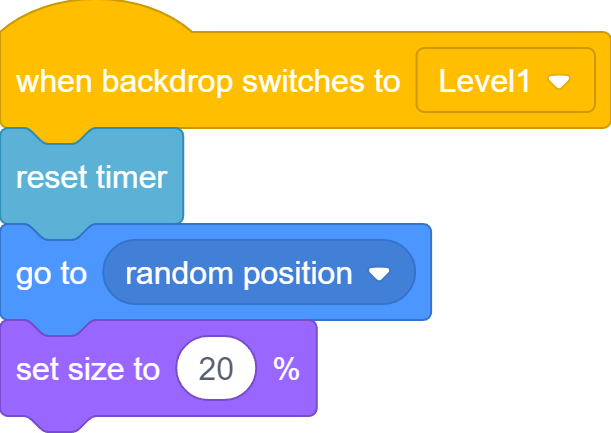 when backdrop switches to Level1
reset timer
go to random position
set size to 20 %